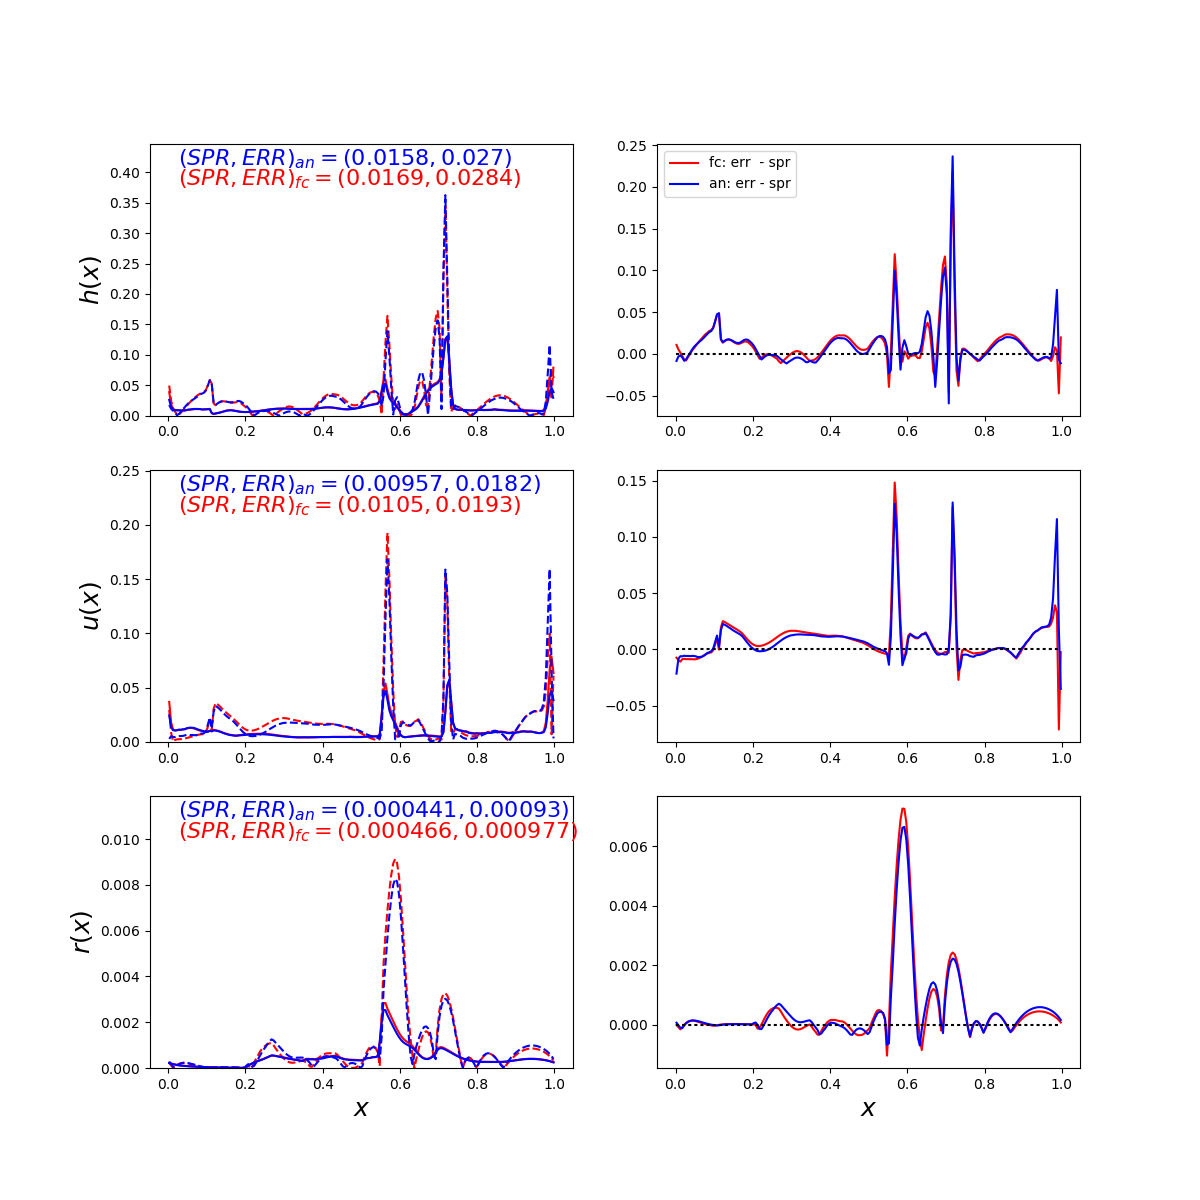 (SPR, ERR)an = (0.0158, 0.027)
(SPR, ERR)fc = (0.0169, 0.0284)
h(x)
0.40
0.35
0.30
0.25
0.20
0.15
0.10
0.05
0.00
0.0 0.2 0.4 0.6 0.8 1.0
fc: err - spr
an: err - spr
0.25
0.20
0.15
0.10
0.05
0.00
−0.05
0.0 0.2 0.4 0.6 0.8 1.0
(SPR, ERR)an = (0.00957, 0.0182)
(SPR, ERR)fc = (0.0105, 0.0193)
u(x)
0.25
0.20
0.15
0.10
0.05
0.00
0.0 0.2 0.4 0.6 0.8 1.0
0.15
0.10
0.05
0.00
−0.05
0.0 0.2 0.4 0.6 0.8 1.0
(SPR, ERR)an = (0.000441, 0.00093)
(SPR, ERR)fc = (0.000466, 0.000977)
r(x)
0.010
0.008
0.006
0.004
0.002
0.000
0.0 0.2 0.4 0.6 0.8 1.0
x
0.006
0.004
0.002
0.000
0.0 0.2 0.4 0.6 0.8 1.0
x